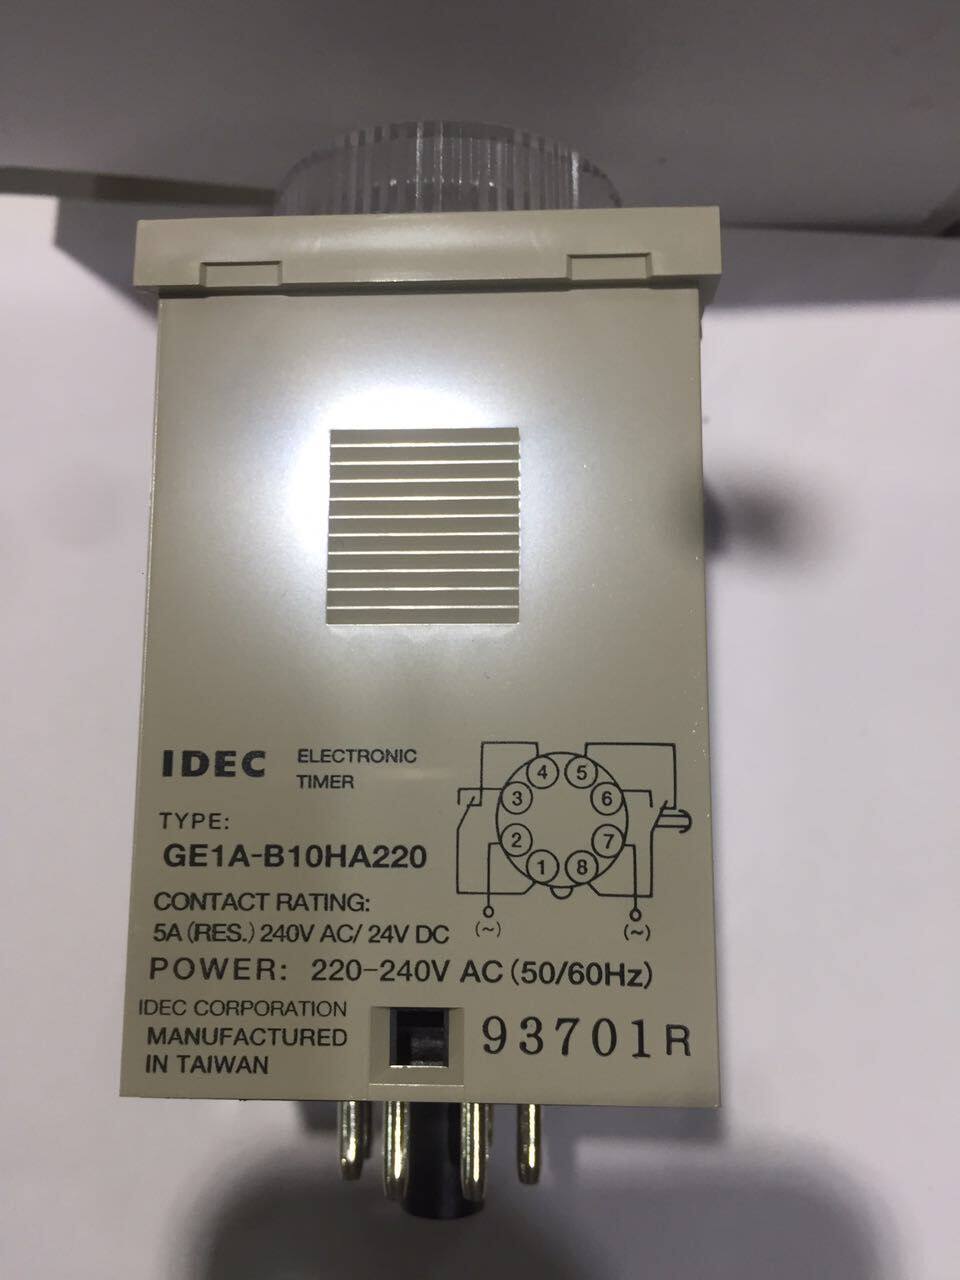 IDEC ELECTRONIC
TIMER
TYPE:
GE1A-B10HA220
CONTACT RATING:
5A (RES.) 240V AC/ 24V DC
POWER: 220-240V AC (50/60Hz)
IDEC CORPORATION
MANUFACTURED
IN TAIWAN
93701R
4 5
3 6
2 7
1 8
(~) (~)